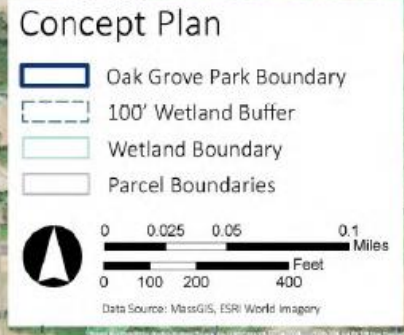 Concept Plan
Oak Grove Park Boundary
100' Wetland Buffer
Wetland Boundary
Parcel Boundaries
0 0.025 0.05 0.1
Miles
Feet
0 100 200 400
Data Source: MassGIS, ESRI World Imagery